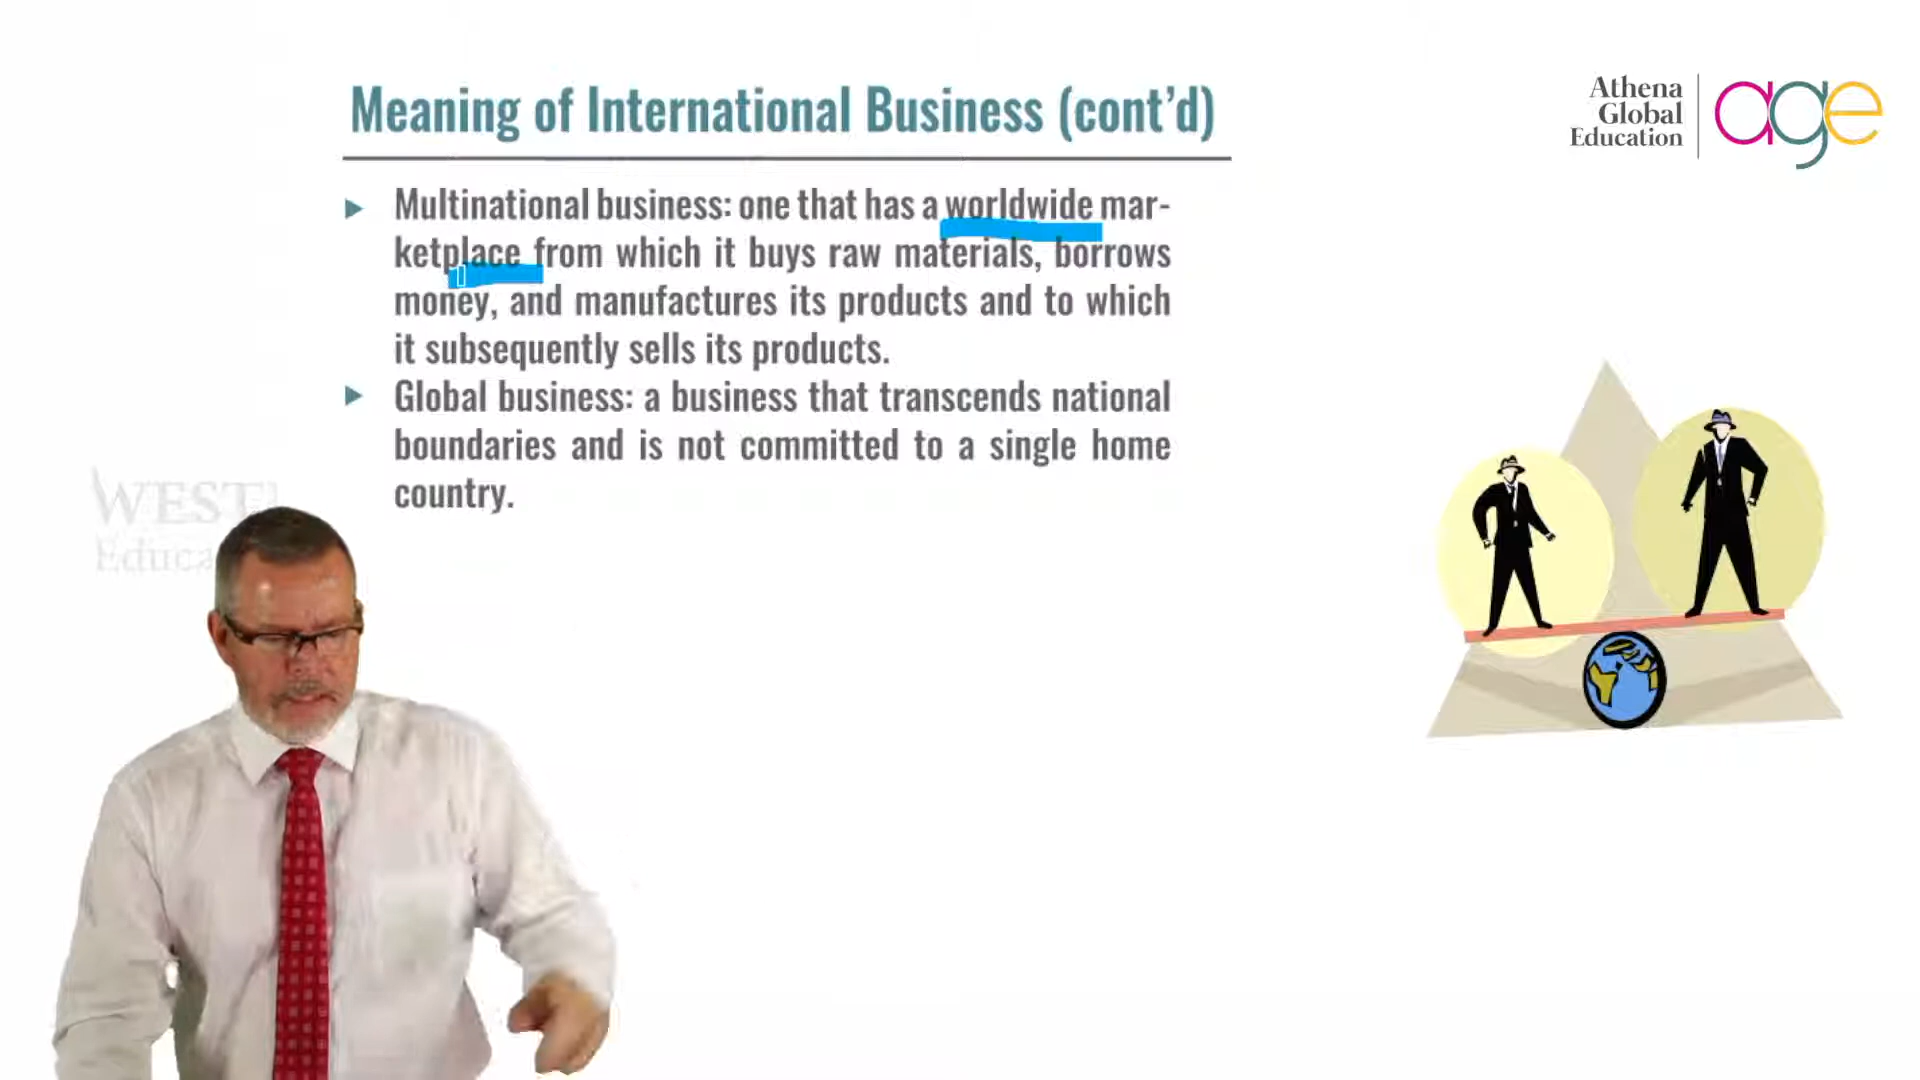 Meaning of International Business (cont'd)
Athena
Global
Education
age
▶ Multinational business: one that has a worldwide mar-
ketplace from which it buys raw materials, borrows
money, and manufactures its products and to which
it subsequently sells its products.
▶ Global business: a business that transcends national
boundaries and is not committed to a single home
country.
WEST
Educa